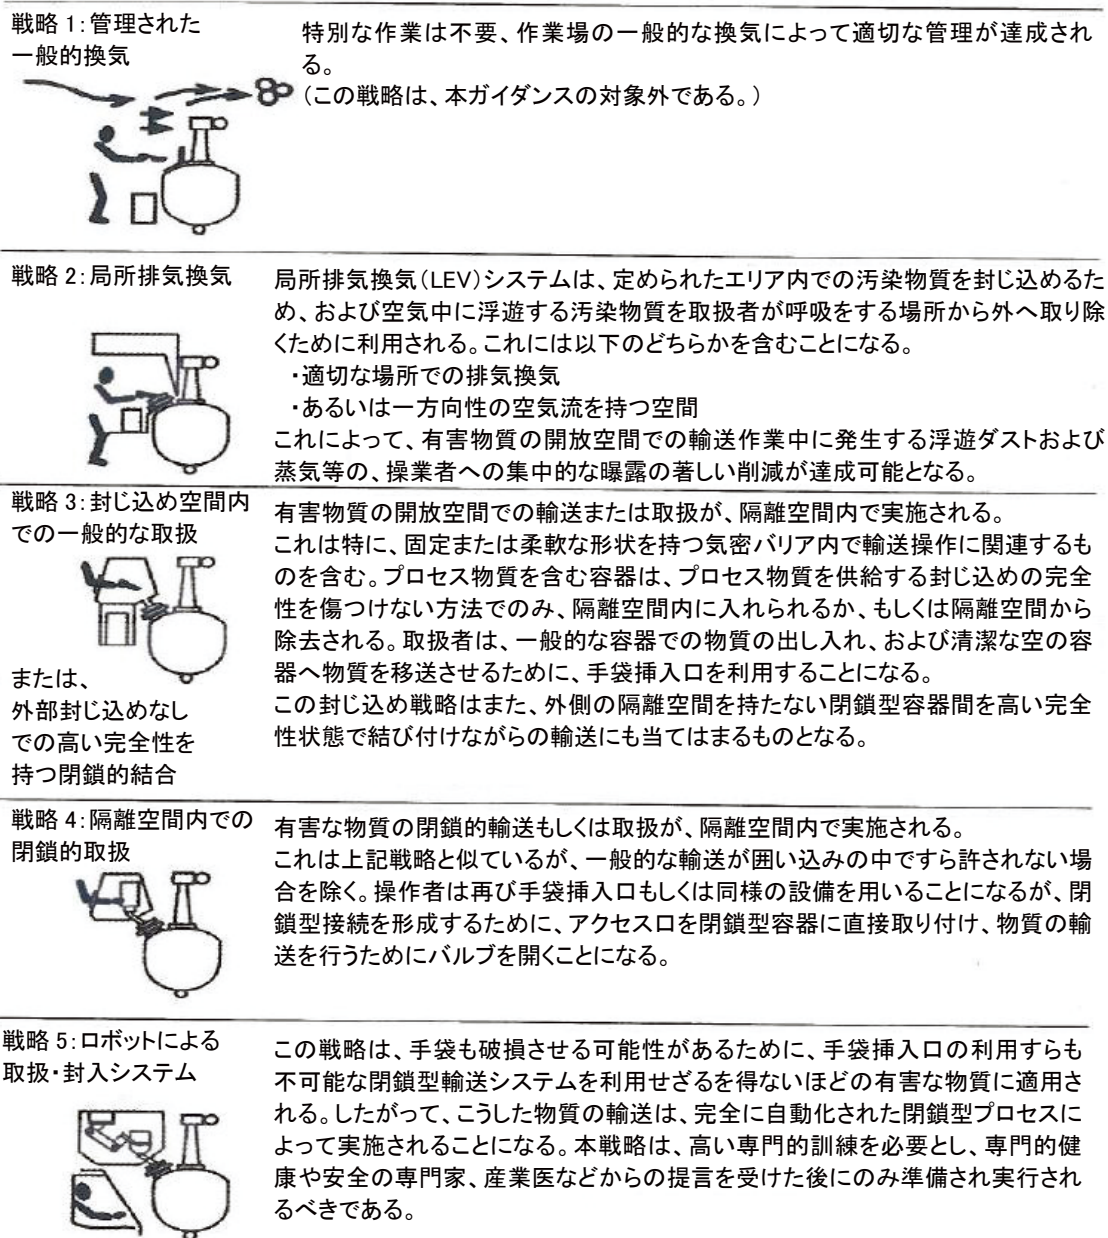 戦略 1：管理された
一般的換気
特別な作業は不要、作業場の一般的な換気によって適切な管理が達成され
る。
（この戦略は、本ガイダンスの対象外である。）
戦略 2：局所排気換気
局所排気換気（LEV）システムは、定められたエリア内での汚染物質を封じ込めるた
め、および空気中に浮遊する汚染物質を取扱者が呼吸をする場所から外へ取り除
くために利用される。これには以下のどちらかを含むことになる。
・適切な場所での排気換気
・あるいは一方向性の空気流を持つ空間
これによって、有害物質の開放空間での輸送作業中に発生する浮遊ダストおよび
蒸気等の、操業者への集中的な曝露の著しい削減が達成可能となる。
戦略 3：封じ込め空間内
での一般的な取扱
または、
外部封じ込めなし
での高い完全性を
持つ閉鎖的結合
有害物質の開放空間での輸送または取扱が、隔離空間内で実施される。
これは特に、固定または柔軟な形状を持つ気密バリア内で輸送操作に関連するも
のを含む。プロセス物質を含む容器は、プロセス物質を供給する封じ込めの完全
性を傷つけない方法でのみ、隔離空間内に入れられるか、もしくは隔離空間から
除去される。取扱者は、一般的な容器での物質の出し入れ、および清潔な空の容
器へ物質を移送させるために、手袋挿入口を利用することになる。
この封じ込め戦略はまた、外側の隔離空間を持たない閉鎖型容器間を高い完全
性状態で結び付けながらの輸送にも当てはまるものとなる。
戦略 4：隔離空間内での
閉鎖的取扱
有害な物質の閉鎖的輸送もしくは取扱が、隔離空間内で実施される。
これは上記戦略と似ているが、一般的な輸送が囲い込みの中ですら許されない場
合を除く。操作者は再び手袋挿入口もしくは同様の設備を用いることになるが、閉
鎖型接続を形成するために、アクセス口を閉鎖型容器に直接取り付け、物質の輸
送を行うためにバルブを開くことになる。
戦略 5：ロボットによる
取扱・封入システム
この戦略は、手袋も破損させる可能性があるために、手袋挿入口の利用すらも
不可能な閉鎖型輸送システムを利用せざるを得ないほどの有害な物質に適用さ
れる。したがって、こうした物質の輸送は、完全に自動化された閉鎖型プロセスに
よって実施されることになる。本戦略は、高い専門的訓練を必要とし、専門的健
康や安全の専門家、産業医などからの提言を受けた後にのみ準備され実行され
るべきである。